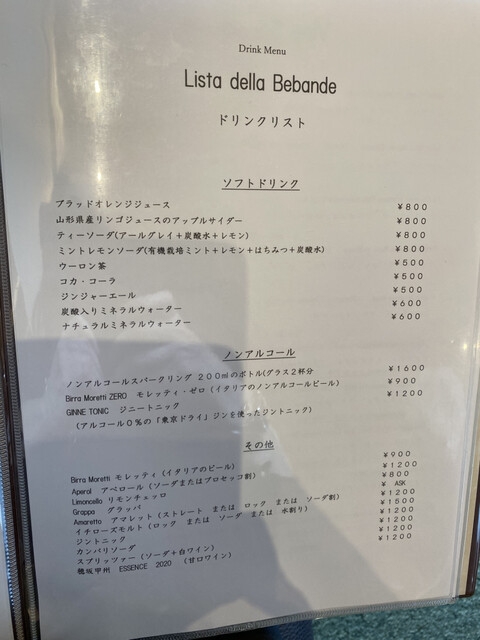 Drink Menu
Lista della Bebande
ドリンクリスト
ソフトドリンク
ブラッドオレンジジュース ¥800
山形県産リンゴジュースのアップルサイダー ¥800
ティーソーダ(アールグレイ+炭酸水+レモン) ¥800
ミントレモンソーダ(有機栽培ミント+レモン+はちみつ+炭酸水) ¥800
ウーロン茶 ¥500
コカ・コーラ ¥500
ジンジャーエール ¥500
炭酸入りミネラルウォーター ¥600
ナチュラルミネラルウォーター ¥600
ノンアルコール
ノンアルコールスパークリング 200mlのボトル(グラス2杯分 ¥1600
Birra Moretti ZERO モレッティ・ゼロ(イタリアのノンアルコールビール) ¥900
GINNE TONIC ジニートニック ¥1200
(アルコール0%の「東京ドライ」ジンを使ったジントニック)
その他
Birra Moretti モレッティ(イタリアのビール) ¥900
Aperol アペロール(ソーダまたはプロセッコ割) ¥1200
Limoncello リモンチェッロ ¥800
Grappa グラッパ ¥ ASK
Amaretto アマレット(ストレート または ロック または ソーダ割) ¥1200
イチローズモルト(ロック または ソーダ または 水割り) ¥1500
ジントニック ¥1200
カンパリソーダ ¥1200
スプリッツァー(ソーダ+白ワイン) ¥1200
穂坂甲州 ESSENCE 2020 (甘口ワイン) ¥1200